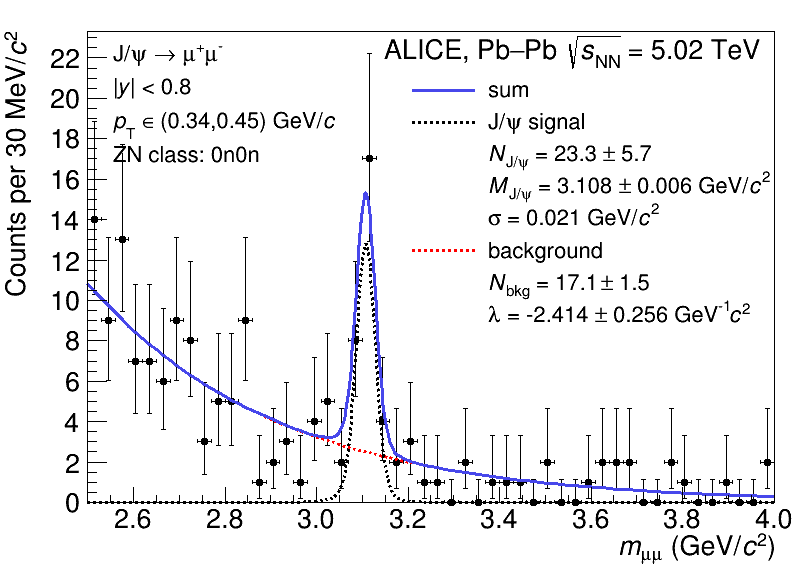 ALICE, Pb–Pb √sNN = 5.02 TeV
J/ψ → μ⁺μ⁻
|y| < 0.8
pT ∈ (0.34,0.45) GeV/c
ZN class: 0n0n
sum
J/ψ signal
NJ/ψ = 23.3 ± 5.7
MJ/ψ = 3.108 ± 0.006 GeV/c²
σ = 0.021 GeV/c²
background
Nbkg = 17.1 ± 1.5
λ = -2.414 ± 0.256 GeV⁻¹c²
Counts per 30 MeV/c²
22
20
18
16
14
12
10
8
6
4
2
0
2.6 2.8 3.0 3.2 3.4 3.6 3.8 4.0
mμμ (GeV/c²)